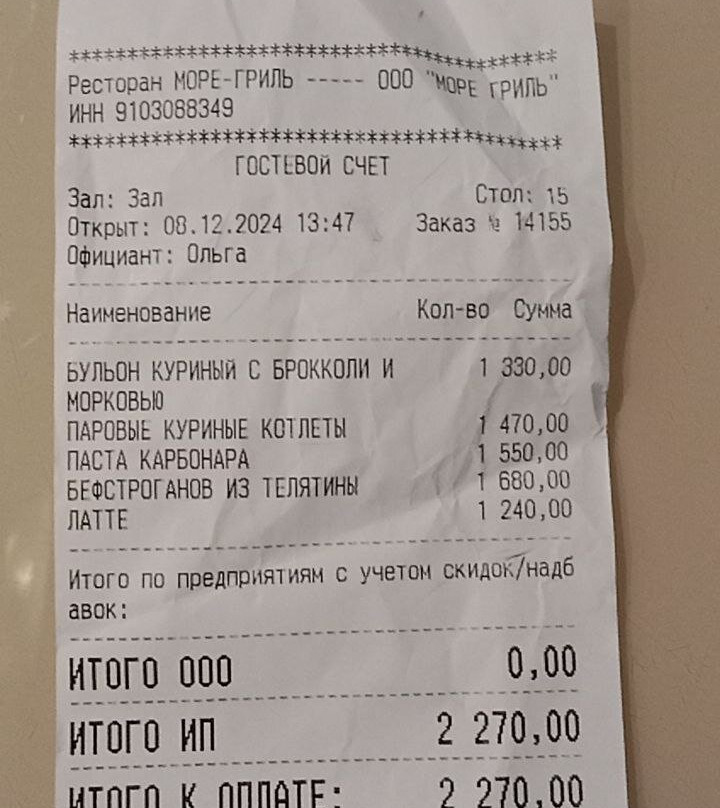 *****************************************
Ресторан МОРЕ-ГРИЛЬ ----- ООО "МОРЕ ГРИЛЬ"
ИНН 9103088349
*****************************************
ГОСТЕВОЙ СЧЕТ
Зал: Зал Стол: 15
Открыт: 08.12.2024 13:47 Заказ № 14155
Официант: Ольга
Наименование Кол-во Сумма
БУЛЬОН КУРИНЫЙ С БРОККОЛИ И 1 330,00
МОРКОВЬЮ
ПАРОВЫЕ КУРИНЫЕ КОТЛЕТЫ 1 470,00
ПАСТА КАРБОНАРА 1 550,00
БЕФСТРОГАНОВ ИЗ ТЕЛЯТИНЫ 1 680,00
ЛАТТЕ 1 240,00
Итого по предприятиям с учетом скидок/надб
авок:
ИТОГО ООО 0,00
ИТОГО ИП 2 270,00
ИТОГО К ОПЛАТЕ: 2 270,00